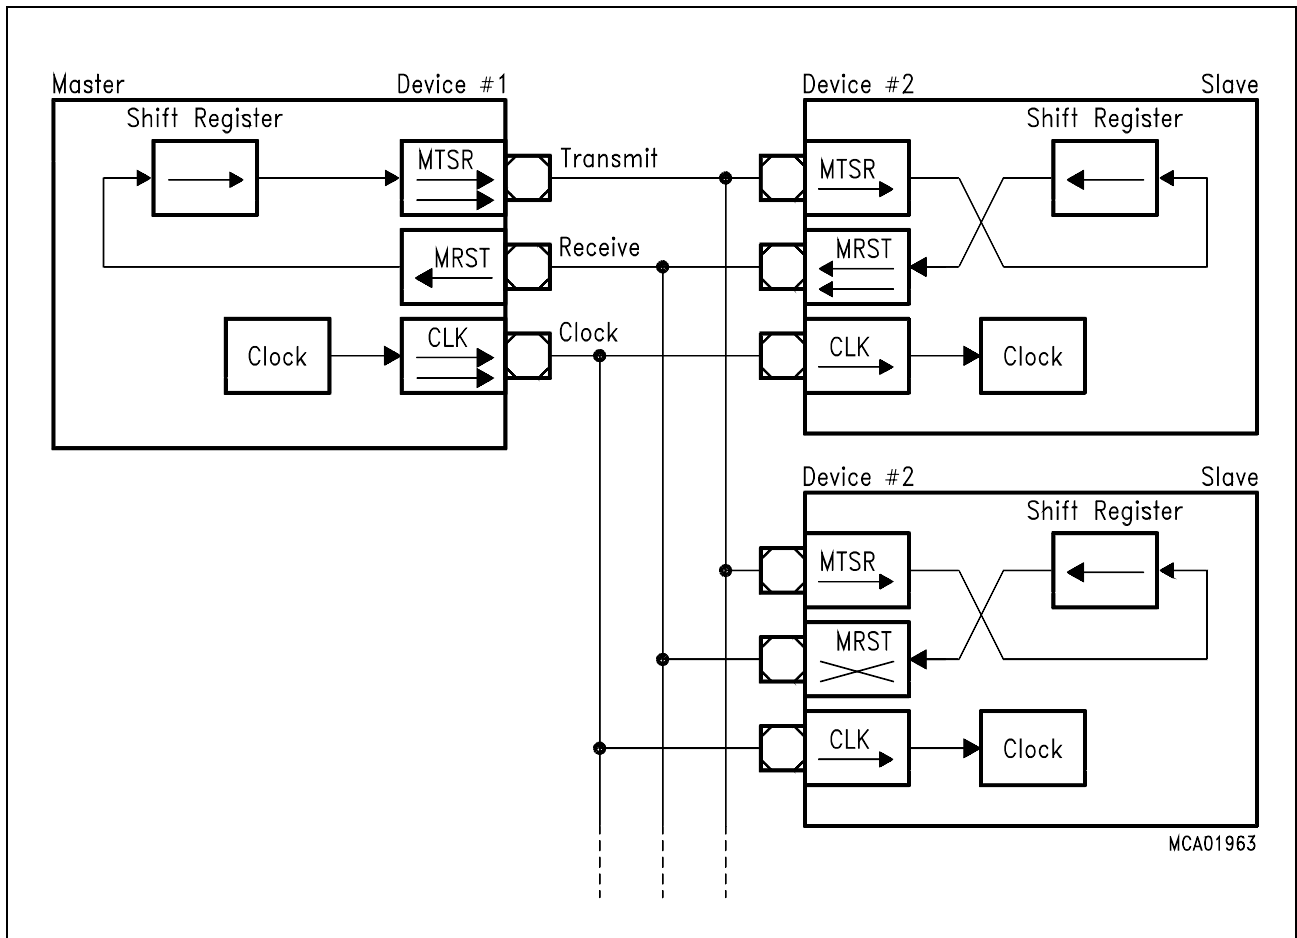 Master Device #1
Shift Register
MTSR
MRST
Clock
CLK
Transmit
Receive
Clock
Device #2 Slave
Shift Register
MTSR
MRST
CLK
Clock
Device #2 Slave
Shift Register
MTSR
MRST
CLK
Clock
MCA01963